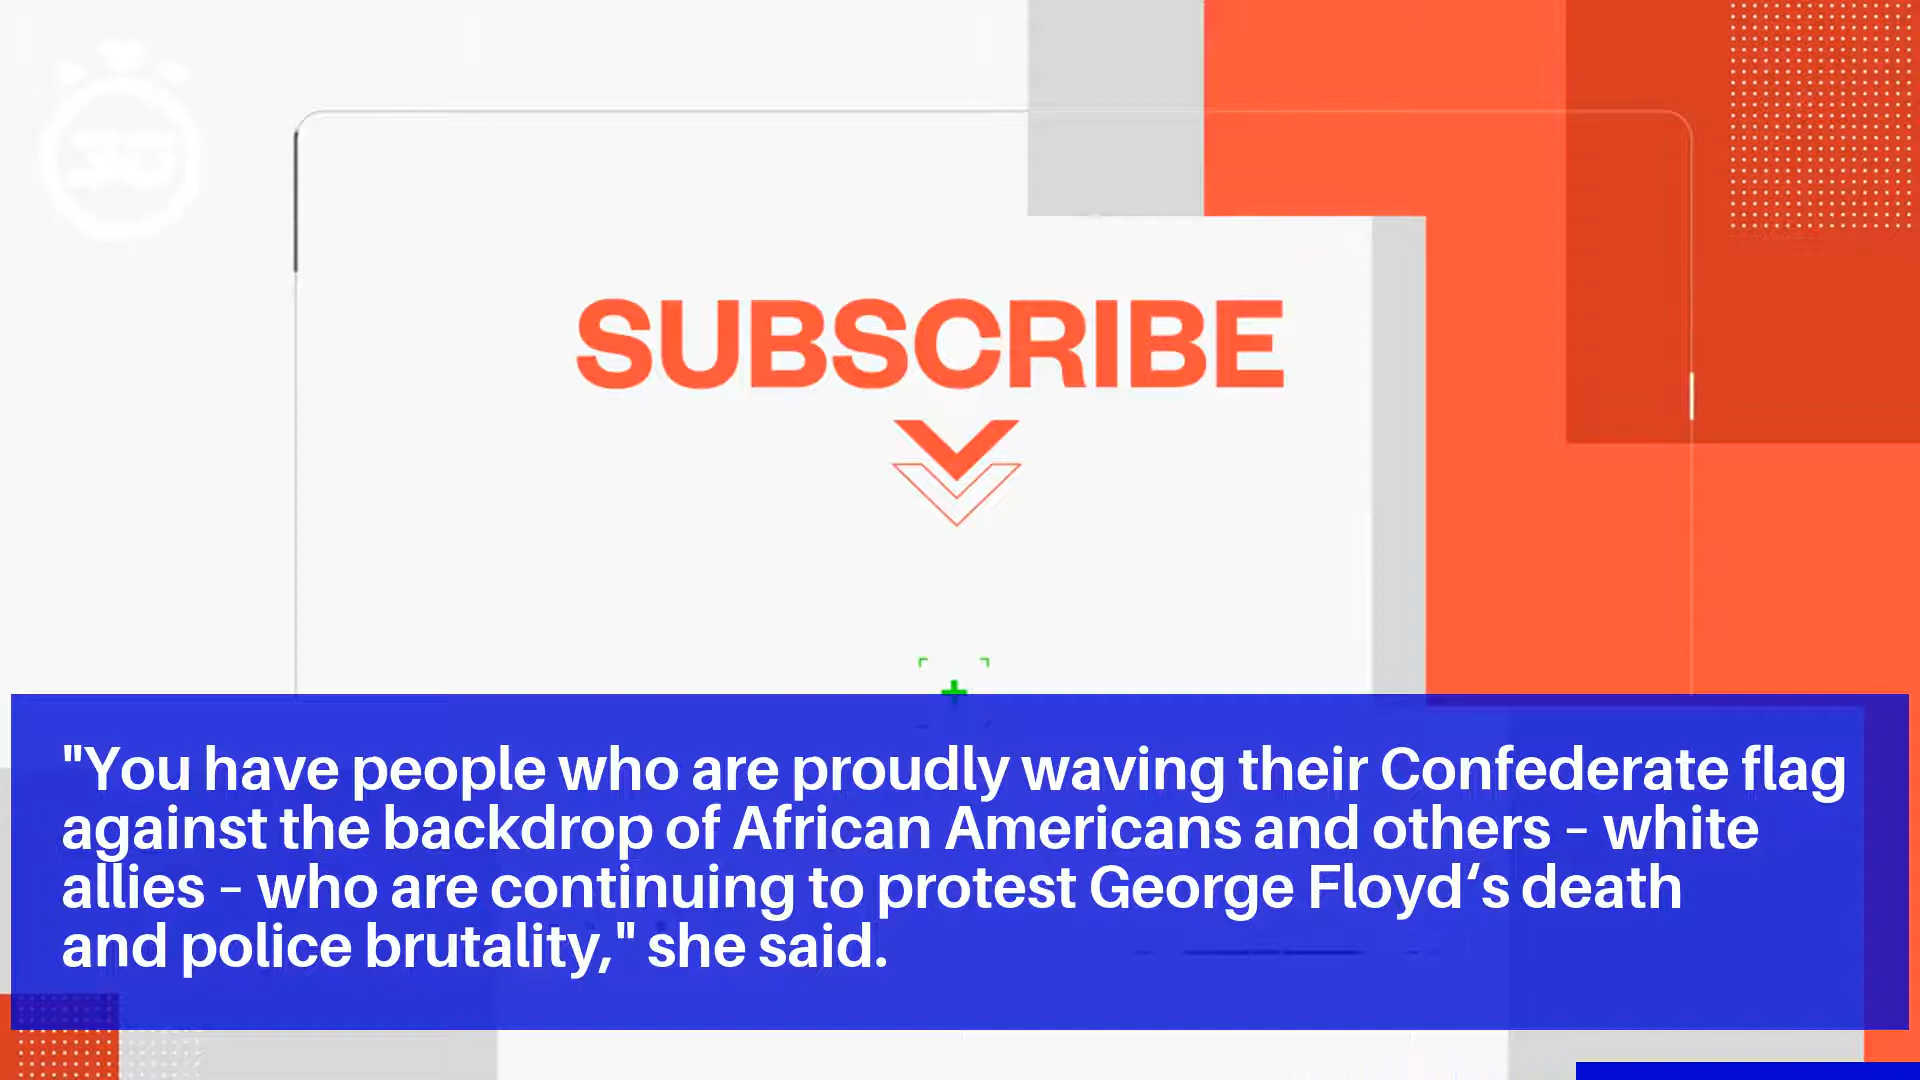 30
SUBSCRIBE
"You have people who are proudly waving their Confederate flag
against the backdrop of African Americans and others – white
allies – who are continuing to protest George Floyd‘s death
and police brutality," she said.